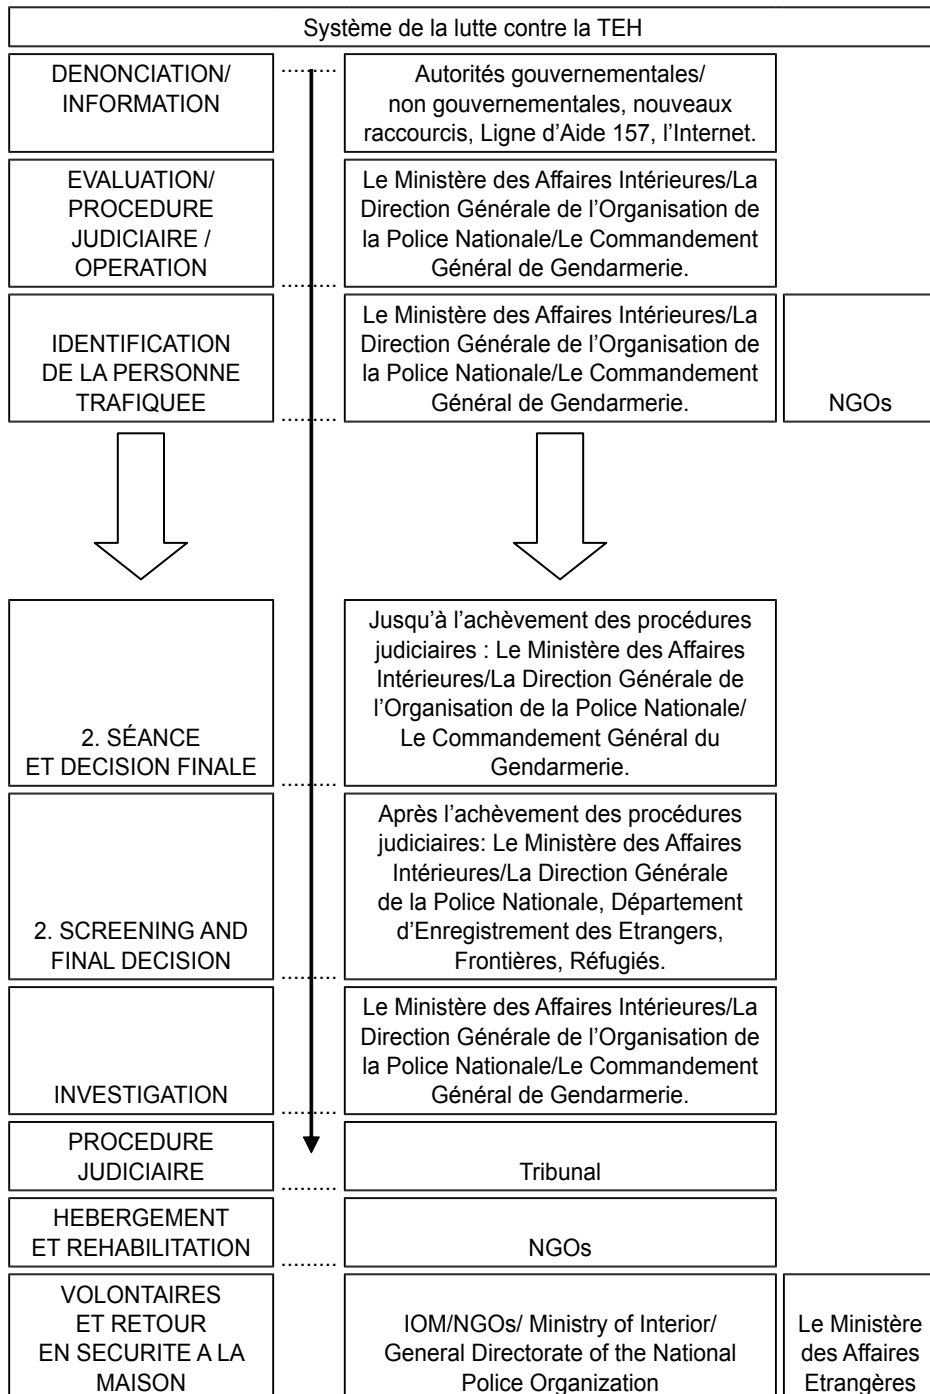 Système de la lutte contre la TEH
DENONCIATION/
INFORMATION
.........
Autorités gouvernementales/
non gouvernementales, nouveaux
raccourcis, Ligne d’Aide 157, l’Internet.
EVALUATION/
PROCEDURE
JUDICIAIRE /
OPERATION
.........
Le Ministère des Affaires Intérieures/La
Direction Générale de l’Organisation de
la Police Nationale/Le Commandement
Général de Gendarmerie.
IDENTIFICATION
DE LA PERSONNE
TRAFIQUEE
.........
Le Ministère des Affaires Intérieures/La
Direction Générale de l’Organisation de
la Police Nationale/Le Commandement
Général de Gendarmerie.
NGOs
2. SÉANCE
ET DECISION FINALE
.........
Jusqu’à l’achèvement des procédures
judiciaires : Le Ministère des Affaires
Intérieures/La Direction Générale de
l’Organisation de la Police Nationale/
Le Commandement Général du
Gendarmerie.
2. SCREENING AND
FINAL DECISION
.........
Après l’achèvement des procédures
judiciaires: Le Ministère des Affaires
Intérieures/La Direction Générale
de la Police Nationale, Département
d’Enregistrement des Etrangers,
Frontières, Réfugiés.
INVESTIGATION
.........
Le Ministère des Affaires Intérieures/La
Direction Générale de l’Organisation de
la Police Nationale/Le Commandement
Général de Gendarmerie.
PROCEDURE
JUDICIAIRE
.........
Tribunal
HEBERGEMENT
ET REHABILITATION
.........
NGOs
VOLONTAIRES
ET RETOUR
EN SECURITE A LA
MAISON
IOM/NGOs/ Ministry of Interior/
General Directorate of the National
Police Organization
Le Ministère
des Affaires
Etrangères